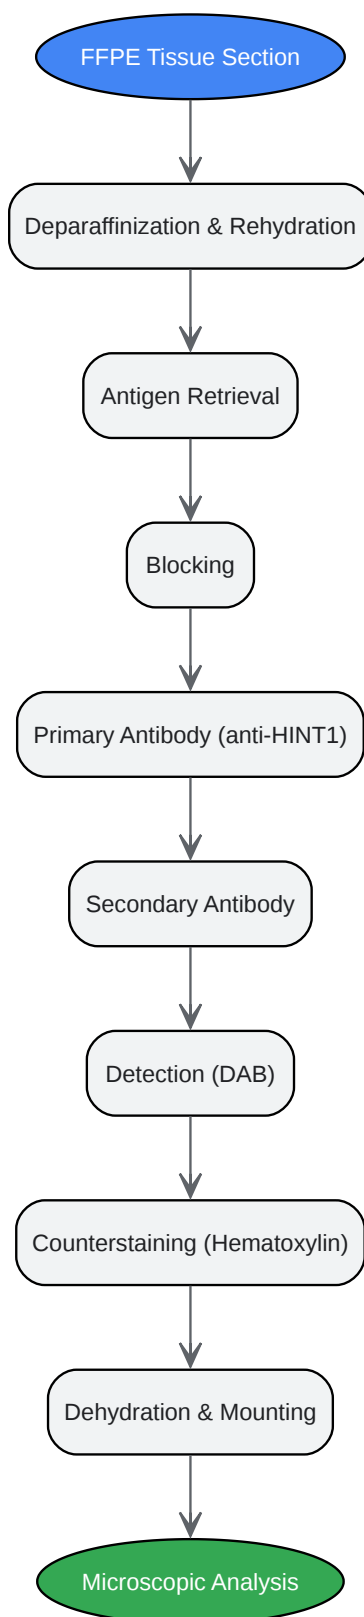 FFPE Tissue Section
Deparaffinization & Rehydration
Antigen Retrieval
Blocking
Primary Antibody (anti-HINT1)
Secondary Antibody
Detection (DAB)
Counterstaining (Hematoxylin)
Dehydration & Mounting
Microscopic Analysis